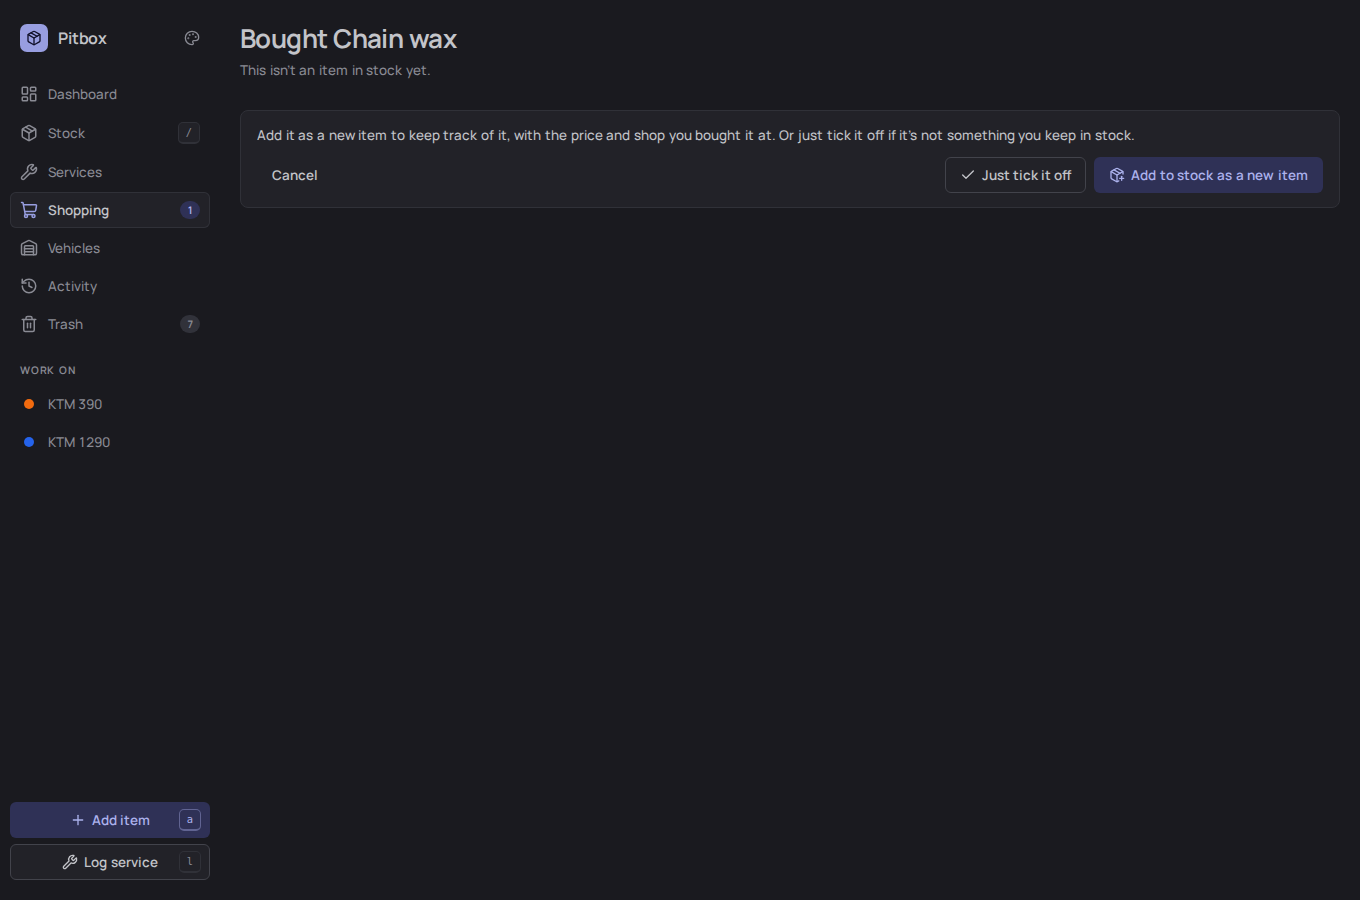 Pitbox
Dashboard
Stock /
Services
Shopping 1
Vehicles
Activity
Trash 7
WORK ON
KTM 390
KTM 1290
Add item a
Log service l
Bought Chain wax
This isn't an item in stock yet.
Add it as a new item to keep track of it, with the price and shop you bought it at. Or just tick it off if it's not something you keep in stock.
Cancel
Just tick it off
Add to stock as a new item